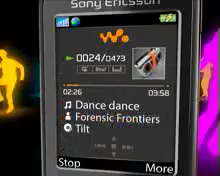 Sony Ericsson
0024/0473
02:26 03:58
Dance dance
Forensic Frontiers
Tilt
Stop More